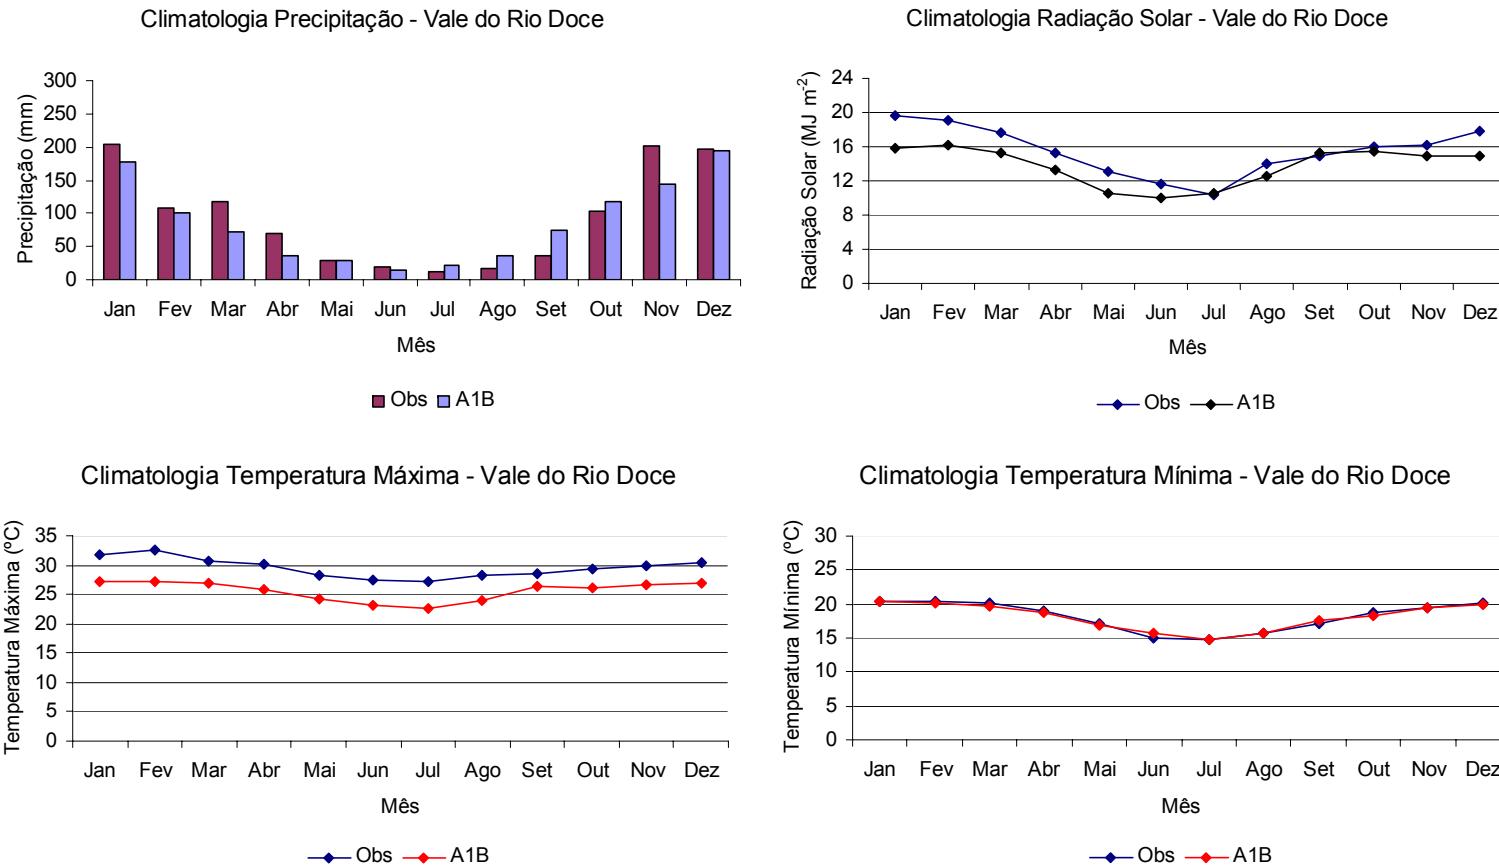 Climatologia Precipitação - Vale do Rio Doce
300
250
200
150
100
50
0
Precipitação (mm)
Jan Fev Mar Abr Mai Jun Jul Ago Set Out Nov Dez
Mês
Obs A1B
Climatologia Radiação Solar - Vale do Rio Doce
24
20
16
12
8
4
0
Radiação Solar (MJ m-2)
Jan Fev Mar Abr Mai Jun Jul Ago Set Out Nov Dez
Mês
Obs A1B
Climatologia Temperatura Máxima - Vale do Rio Doce
35
30
25
20
15
10
5
0
Temperatura Máxima (ºC)
Jan Fev Mar Abr Mai Jun Jul Ago Set Out Nov Dez
Mês
Obs A1B
Climatologia Temperatura Mínima - Vale do Rio Doce
30
25
20
15
10
5
0
Temperatura Mínima (ºC)
Jan Fev Mar Abr Mai Jun Jul Ago Set Out Nov Dez
Mês
Obs A1B